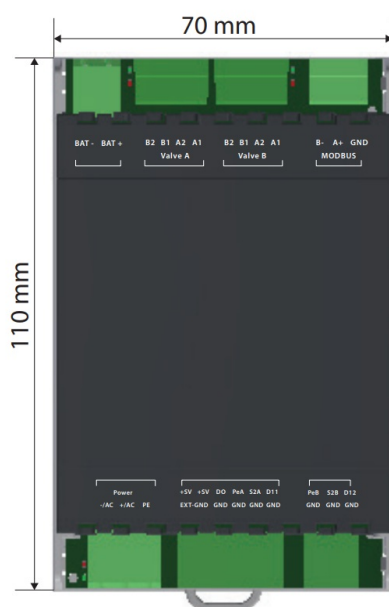 70 mm
110 mm
BAT - BAT + B2 B1 A2 A1 B2 B1 A2 A1 B- A+ GND
Valve A Valve B MODBUS
Power +5V +5V DO PeA S2A D11 PeB S2B D12
-/AC +/AC PE EXT-GND GND GND GND GND GND GND GND